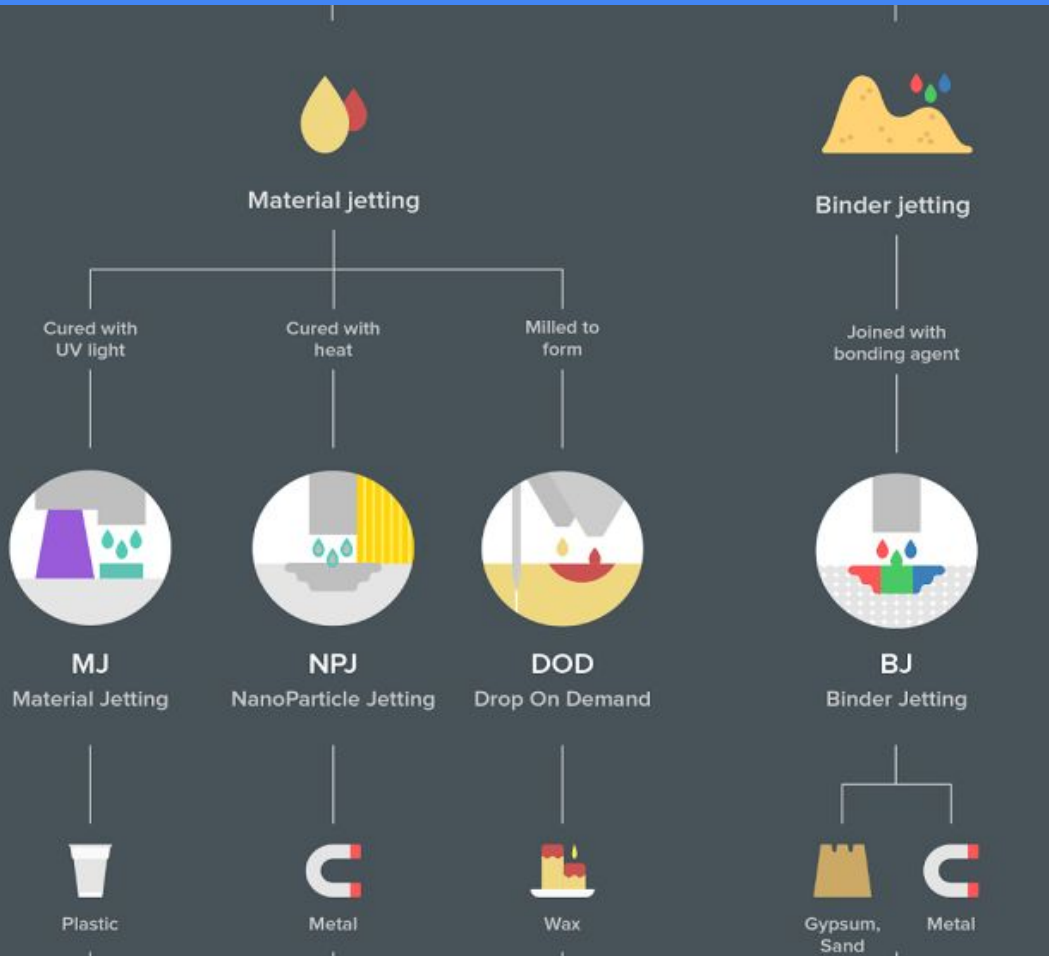 Material jetting
Binder jetting
Cured with
UV light
Cured with
heat
Milled to
form
Joined with
bonding agent
MJ
Material Jetting
NPJ
NanoParticle Jetting
DOD
Drop On Demand
BJ
Binder Jetting
Plastic
Metal
Wax
Gypsum,
Sand
Metal